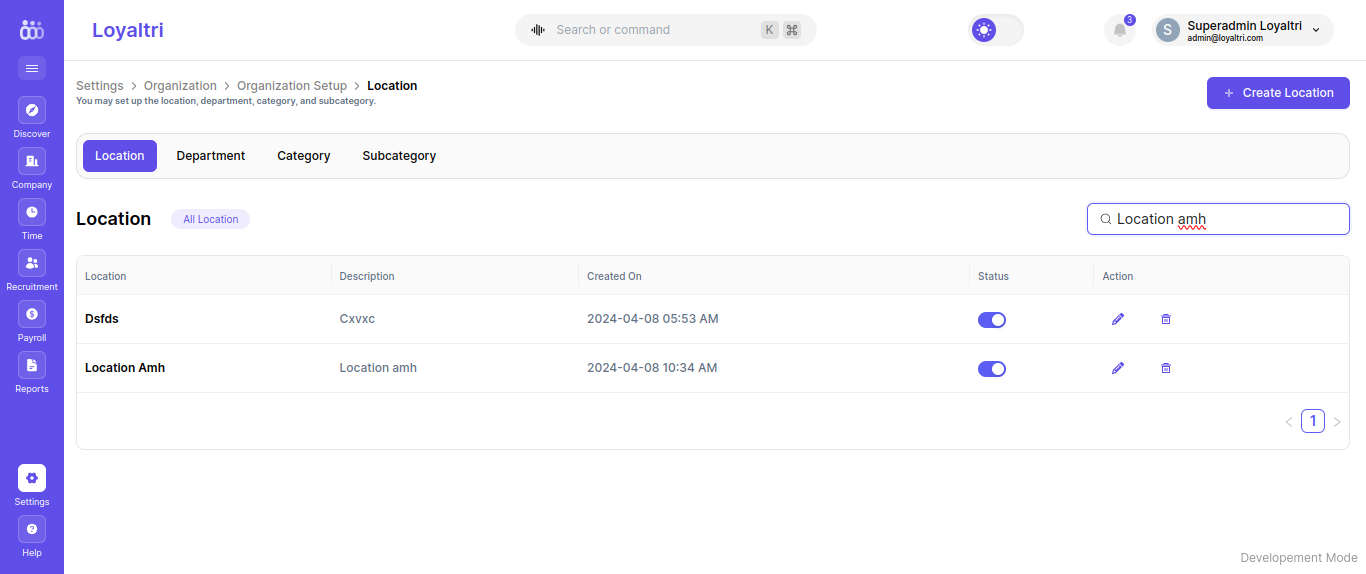 Loyaltri
Search or command
K ⌘
3
S
Superadmin Loyaltri
admin@loyaltri.com
Discover
Company
Time
Recruitment
Payroll
Reports
Settings
Help
Settings > Organization > Organization Setup > Location
You may set up the location, department, category, and subcategory.
+ Create Location
Location Department Category Subcategory
Location All Location
Location amh
Location Description Created On Status Action
Dsfds Cxvxc 2024-04-08 05:53 AM
Location Amh Location amh 2024-04-08 10:34 AM
< 1 >
Developement Mode